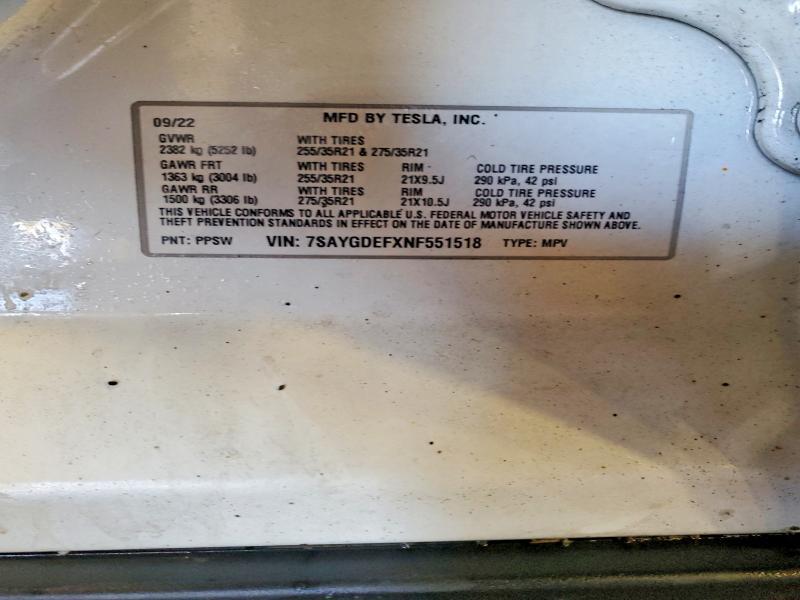 09/22 MFD BY TESLA, INC.
GVWR WITH TIRES
2382 kg (5252 lb) 255/35R21 & 275/35R21
GAWR FRT WITH TIRES RIM COLD TIRE PRESSURE
1363 kg (3004 lb) 255/35R21 21X9.5J 290 kPa, 42 psi
GAWR RR WITH TIRES RIM COLD TIRE PRESSURE
1500 kg (3306 lb) 275/35R21 21X10.5J 290 kPa, 42 psi
THIS VEHICLE CONFORMS TO ALL APPLICABLE U.S. FEDERAL MOTOR VEHICLE SAFETY AND
THEFT PREVENTION STANDARDS IN EFFECT ON THE DATE OF MANUFACTURE SHOWN ABOVE.
PNT: PPSW VIN: 7SAYGDEFXNF551518 TYPE: MPV